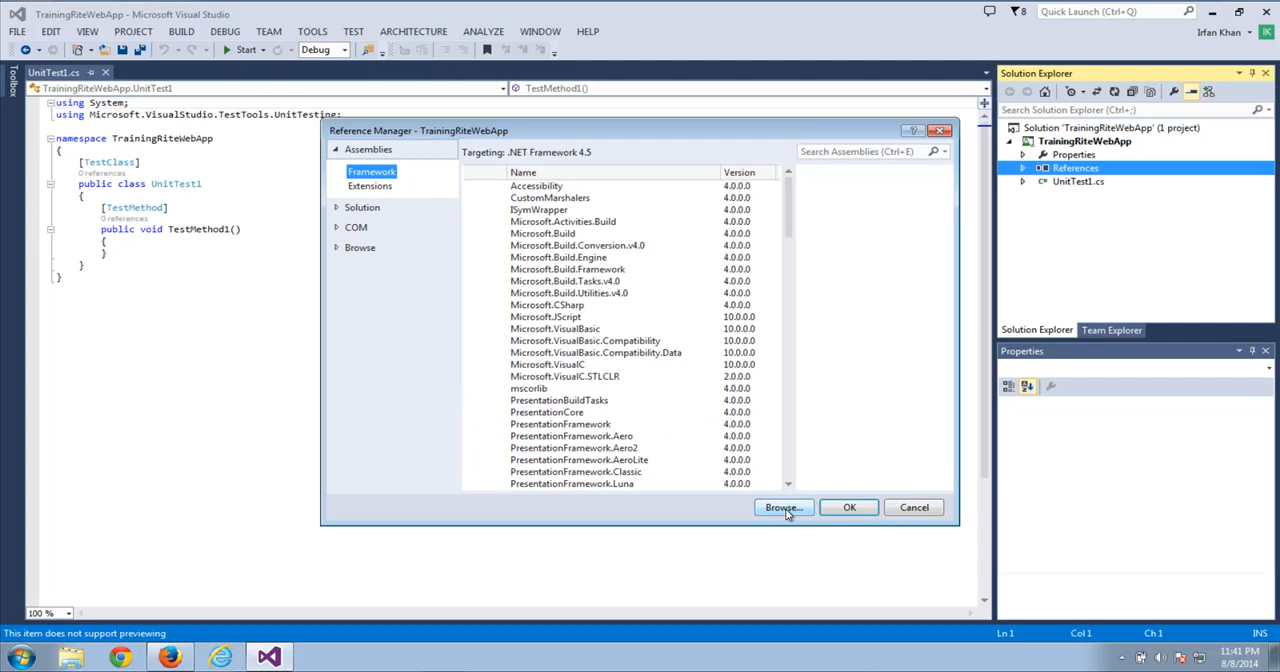 TrainingRiteWebApp - Microsoft Visual Studio
8
Quick Launch (Ctrl+Q)
FILE EDIT VIEW PROJECT BUILD DEBUG TEAM TOOLS TEST ARCHITECTURE ANALYZE WINDOW HELP
Irfan Khan
IK
Start
Debug
Toolbox
UnitTest1.cs
TrainingRiteWebApp.UnitTest1
TestMethod1()
using System;
using Microsoft.VisualStudio.TestTools.UnitTesting;
namespace TrainingRiteWebApp
{
[TestClass]
0 references
public class UnitTest1
{
[TestMethod]
0 references
public void TestMethod1()
{
}
}
}
Reference Manager - TrainingRiteWebApp
Assemblies
Framework
Extensions
Solution
COM
Browse
Targeting: .NET Framework 4.5
Search Assemblies (Ctrl+E)
Name Version
Accessibility 4.0.0.0
CustomMarshalers 4.0.0.0
ISymWrapper 4.0.0.0
Microsoft.Activities.Build 4.0.0.0
Microsoft.Build 4.0.0.0
Microsoft.Build.Conversion.v4.0 4.0.0.0
Microsoft.Build.Engine 4.0.0.0
Microsoft.Build.Framework 4.0.0.0
Microsoft.Build.Tasks.v4.0 4.0.0.0
Microsoft.Build.Utilities.v4.0 4.0.0.0
Microsoft.CSharp 4.0.0.0
Microsoft.JScript 10.0.0.0
Microsoft.VisualBasic 10.0.0.0
Microsoft.VisualBasic.Compatibility 10.0.0.0
Microsoft.VisualBasic.Compatibility.Data 10.0.0.0
Microsoft.VisualC 10.0.0.0
Microsoft.VisualC.STLCLR 2.0.0.0
mscorlib 4.0.0.0
PresentationBuildTasks 4.0.0.0
PresentationCore 4.0.0.0
PresentationFramework 4.0.0.0
PresentationFramework.Aero 4.0.0.0
PresentationFramework.Aero2 4.0.0.0
PresentationFramework.AeroLite 4.0.0.0
PresentationFramework.Classic 4.0.0.0
PresentationFramework.Luna 4.0.0.0
Browse...
OK
Cancel
Solution Explorer
Search Solution Explorer (Ctrl+;)
Solution 'TrainingRiteWebApp' (1 project)
TrainingRiteWebApp
Properties
References
UnitTest1.cs
Solution Explorer
Team Explorer
Properties
100 %
This item does not support previewing
Ln 1 Col 1 Ch 1 INS
11:41 PM
8/8/2014